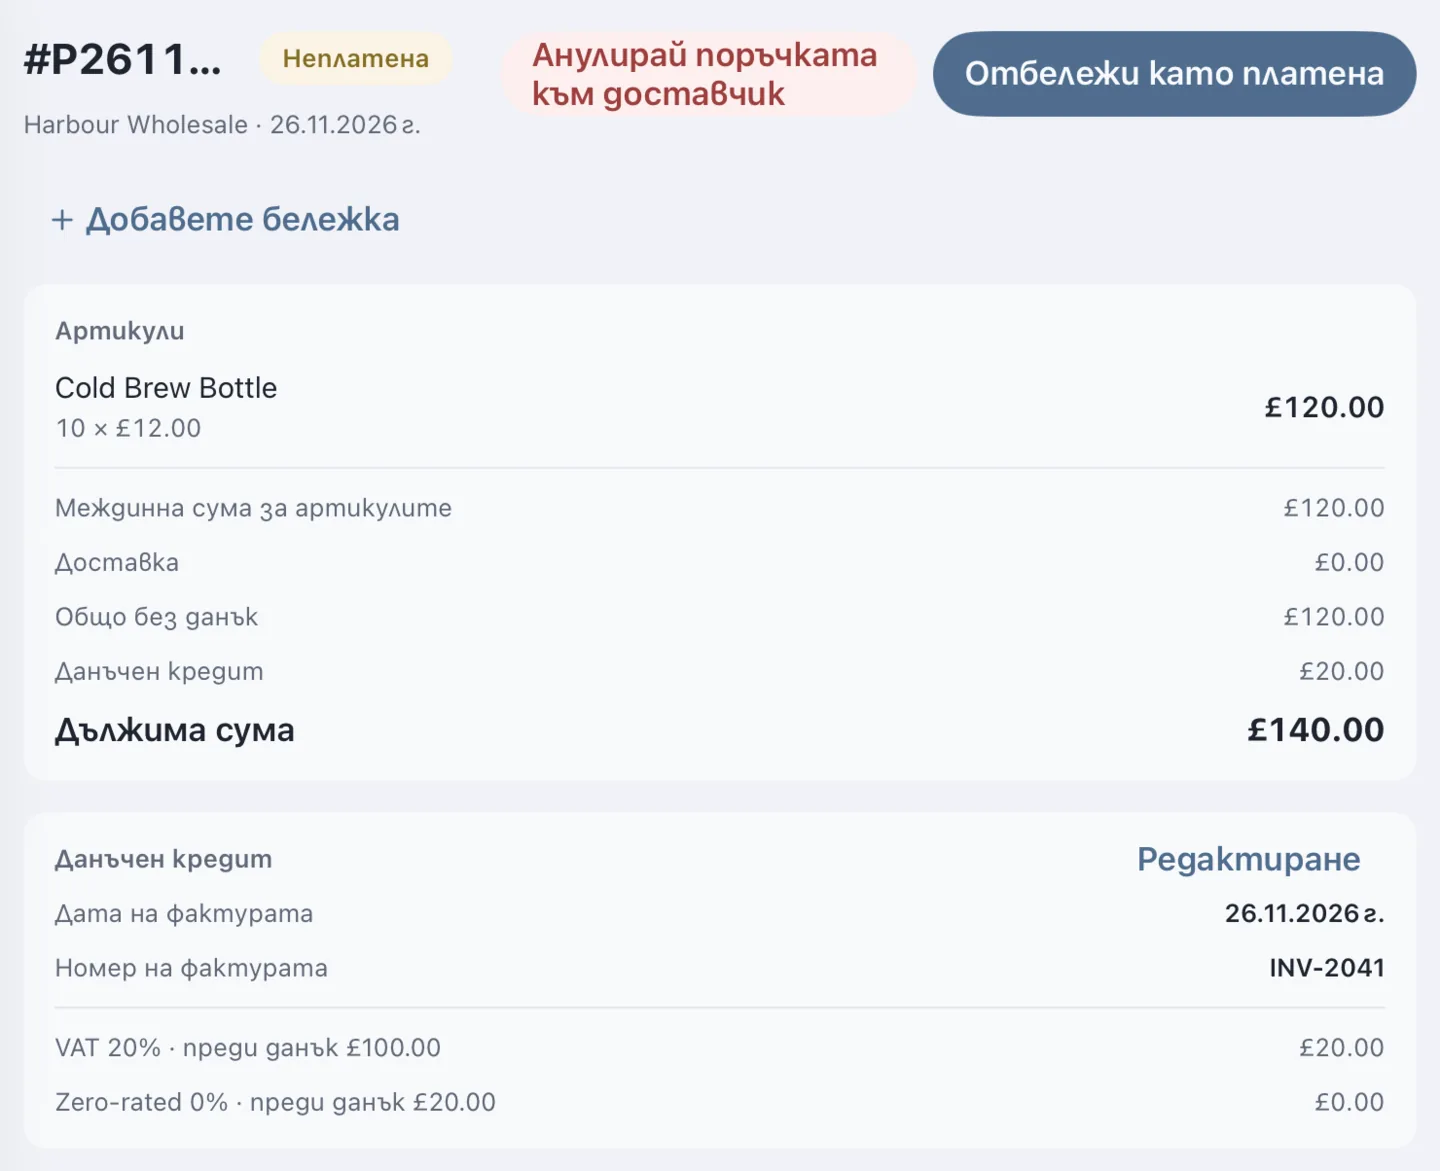 #P2611…
Неплатена
Анулирай поръчката
към доставчик
Отбележи като платена
Harbour Wholesale · 26.11.2026 г.
+ Добавете бележка
Артикули
Cold Brew Bottle
£120.00
10 × £12.00
Междинна сума за артикулите £120.00
Доставка £0.00
Общо без данък £120.00
Данъчен кредит £20.00
Дължима сума £140.00
Данъчен кредит Редактиране
Дата на фактурата 26.11.2026 г.
Номер на фактурата INV-2041
VAT 20% · преди данък £100.00 £20.00
Zero-rated 0% · преди данък £20.00 £0.00